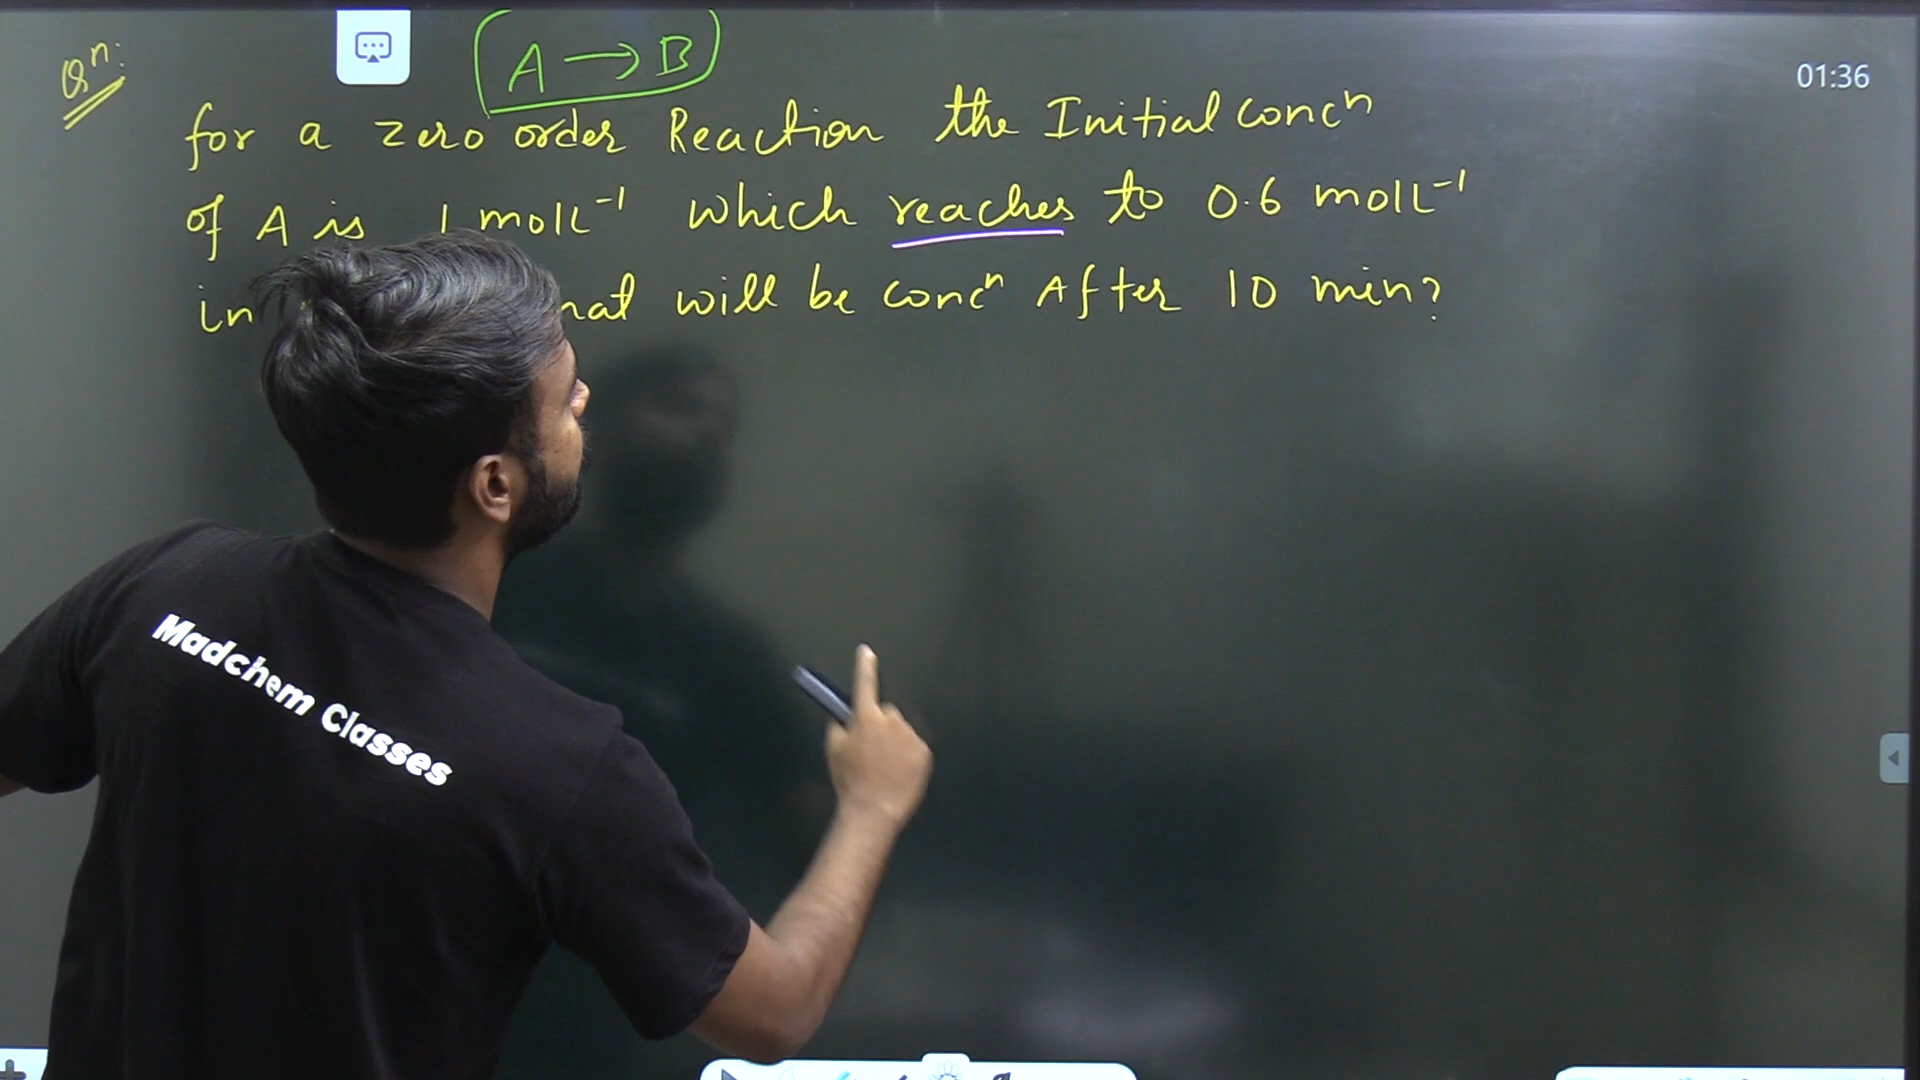 Qn:
A → B
01:36
for a zero order Reaction the Initial concn
of A is 1 molL⁻¹ which reaches to 0.6 molL⁻¹
in will be concn After 10 min?
Madchem Classes